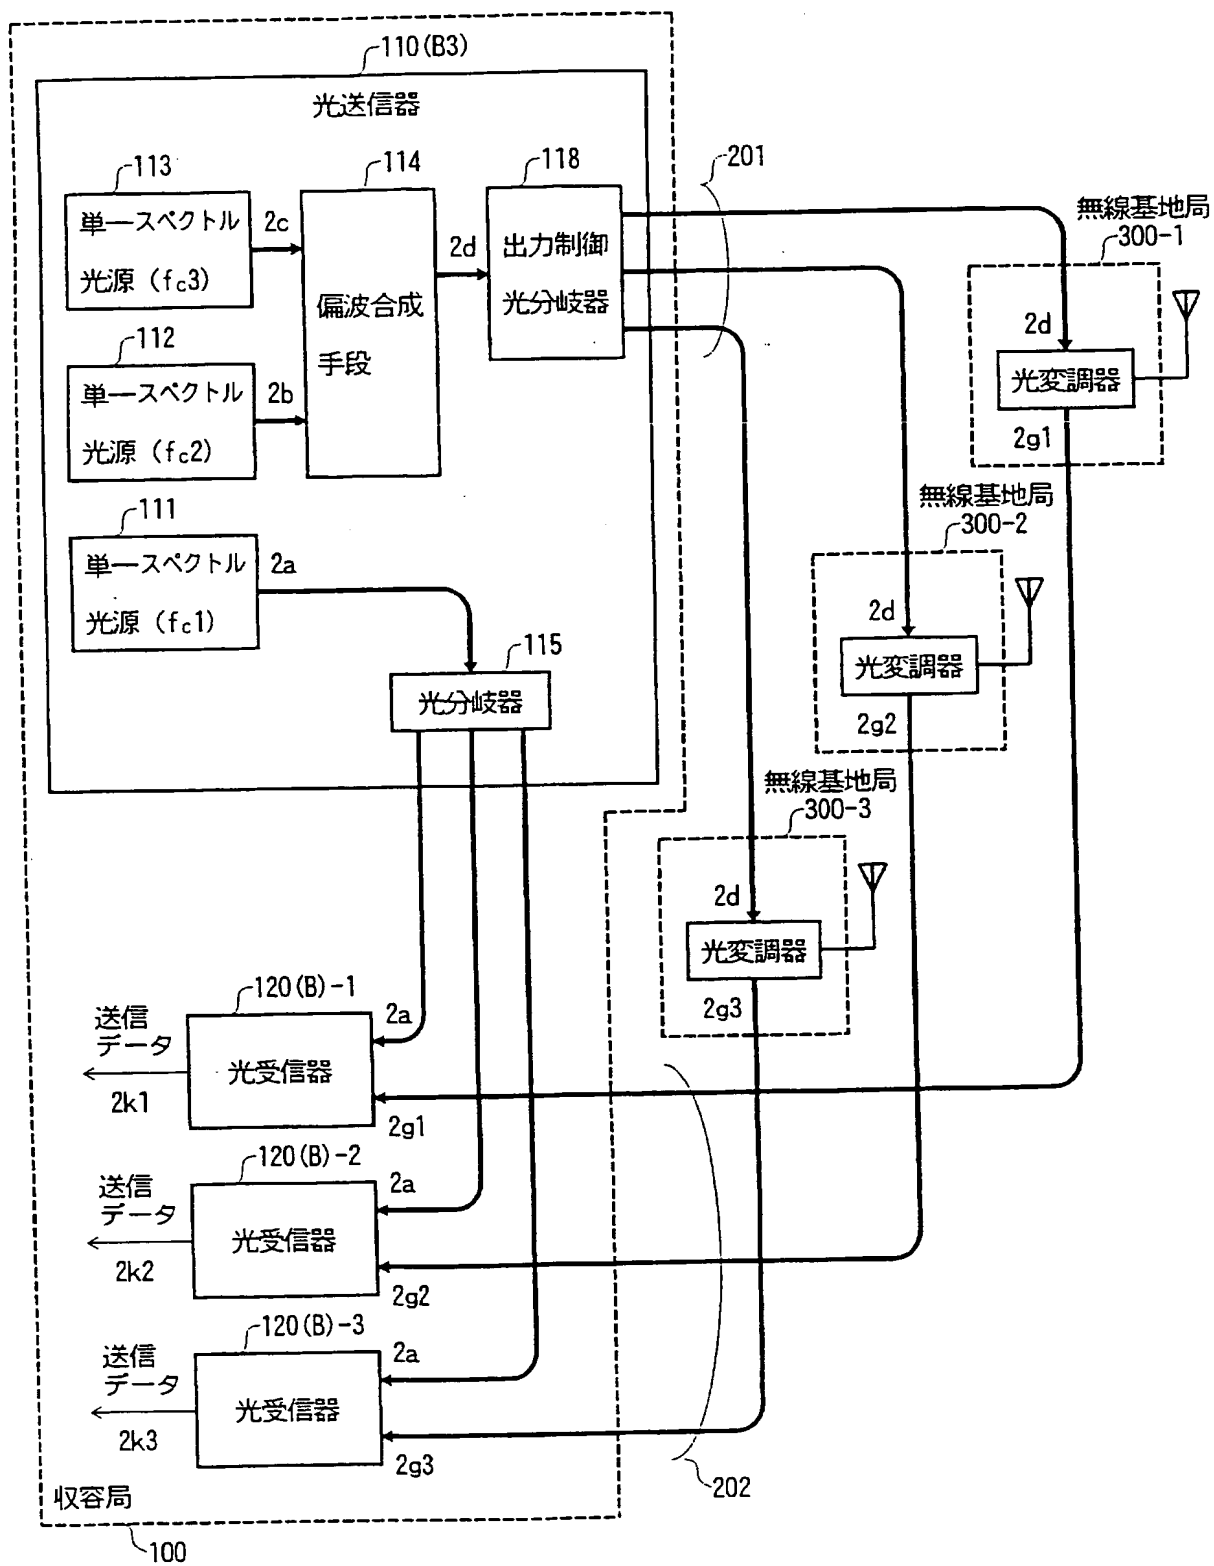 110(B3)
光送信器
113
単一スペクトル
光源 (fc3)
2c
114
偏波合成
手段
2d
118
出力制御
光分岐器
201
112
単一スペクトル
光源 (fc2)
2b
111
単一スペクトル
光源 (fc1)
2a
115
光分岐器
無線基地局
300-1
2d
光変調器
2g1
無線基地局
300-2
2d
光変調器
2g2
無線基地局
300-3
2d
光変調器
2g3
120(B)-1
送信
データ
2k1
光受信器
2a
2g1
120(B)-2
送信
データ
2k2
光受信器
2a
2g2
120(B)-3
送信
データ
2k3
光受信器
2a
2g3
202
収容局
100